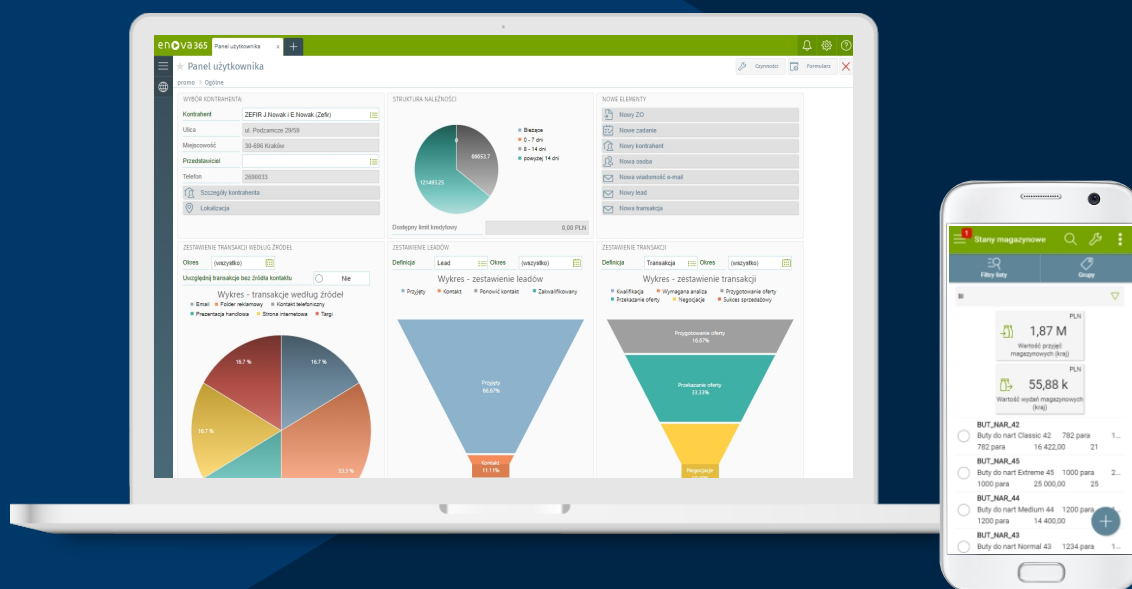 enova365 Panel użytkownika x +
Panel użytkownika
Czynności Formularz
promo > Ogólne
WYBÓR KONTRAHENTA
Kontrahent ZEFIR J.Nowak i E.Nowak (Zefir)
Ulica ul. Podzamcze 29/59
Miejscowość 30-696 Kraków
Przedstawiciel
Telefon 2690033
Szczegóły kontrahenta
Lokalizacja
STRUKTURA NALEŻNOŚCI
Bieżące
0 - 7 dni
8 - 14 dni
powyżej 14 dni
66653.7
121493.25
Dostępny limit kredytowy 0,00 PLN
NOWE ELEMENTY
Nowy ZO
Nowe zadanie
Nowy kontrahent
Nowa osoba
Nowa wiadomość e-mail
Nowy lead
Nowa transakcja
ZESTAWIENIE TRANSAKCJI WEDŁUG ŹRÓDEŁ
Okres (wszystko)
Uwzględnij transakcje bez źródła kontaktu Nie
Wykres - transakcje według źródeł
Email Folder reklamowy Kontakt telefoniczny
Prezentacja handlowa Strona internetowa Targi
16.7 % 16.7 %
16.7 %
33.3 %
ZESTAWIENIE LEADÓW
Definicja Lead Okres (wszystko)
Wykres - zestawienie leadów
Przyjęty Kontakt Ponowić kontakt Zakwalifikowany
Przyjęty
66.67%
Kontakt
11.11%
ZESTAWIENIE TRANSAKCJI
Definicja Transakcja Okres (wszystko)
Wykres - zestawienie transakcji
Kwalifikacja Wymagana analiza Przygotowanie oferty
Przekazanie oferty Negocjacje Sukces sprzedażowy
Przygotowanie oferty
16.67%
Przekazanie oferty
33.33%
Negocjacje
1
Stany magazynowe
Filtry listy Grupy
BI
PLN
1,87 M
Wartość przyjęć
magazynowych (kraj)
PLN
55,88 k
Wartość wydań magazynowych
(kraj)
BUT_NAR_42
Buty do nart Classic 42 782 para 1...
782 para 16 422,00 21
BUT_NAR_45
Buty do nart Extreme 45 1000 para 2...
1000 para 25 000,00 25
BUT_NAR_44
Buty do nart Medium 44 1200 para
1200 para 14 400,00
BUT_NAR_43
Buty do nart Normal 43 1234 para 1...